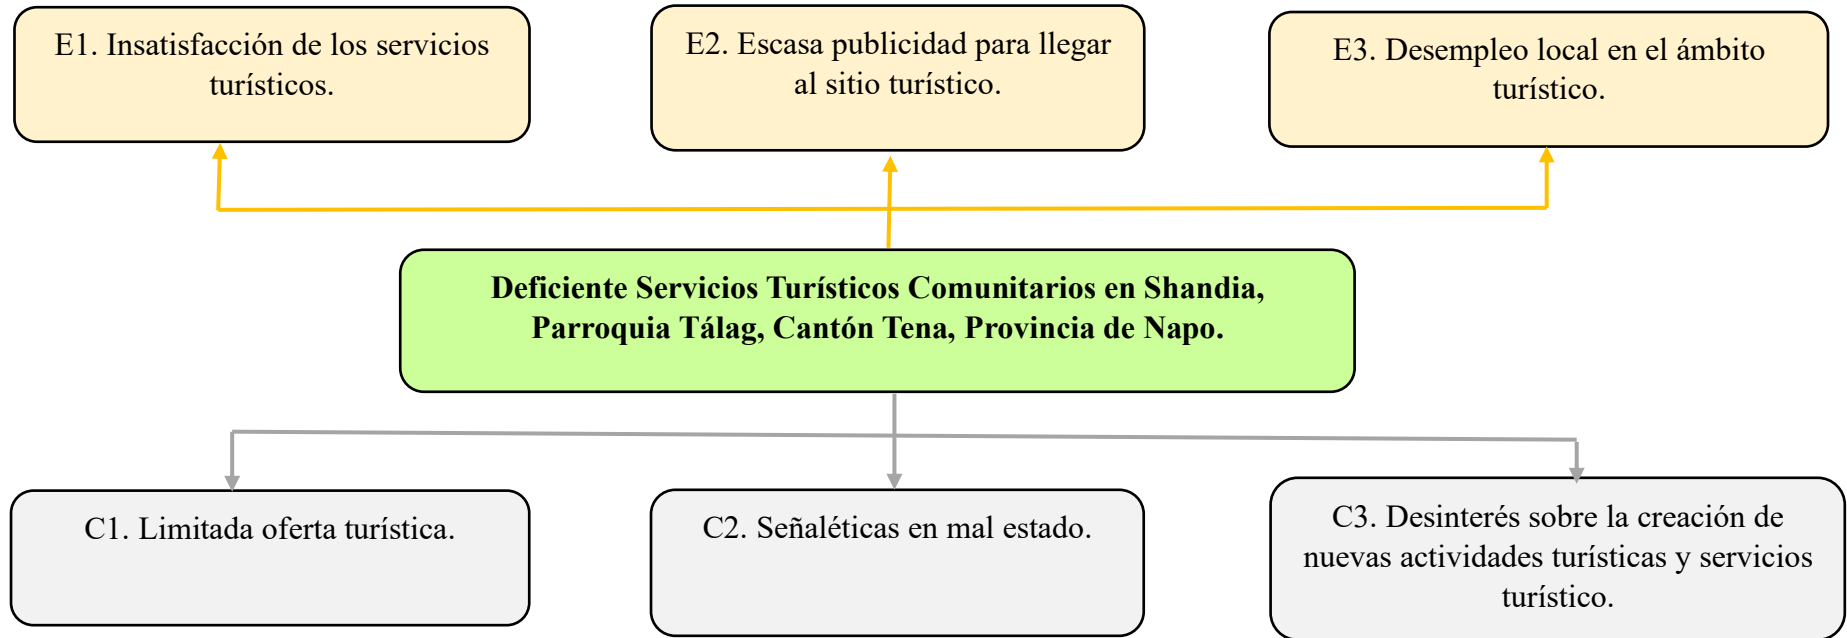 E1. Insatisfacción de los servicios
turísticos.
E2. Escasa publicidad para llegar
al sitio turístico.
E3. Desempleo local en el ámbito
turístico.
Deficiente Servicios Turísticos Comunitarios en Shandia,
Parroquia Tálag, Cantón Tena, Provincia de Napo.
C1. Limitada oferta turística.
C2. Señaléticas en mal estado.
C3. Desinterés sobre la creación de
nuevas actividades turísticas y servicios
turístico.